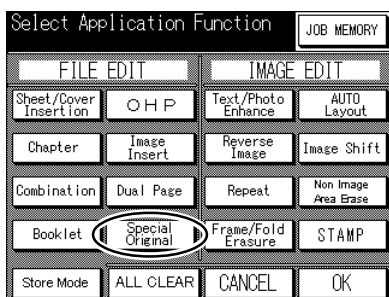 Select Application Function
JOB MEMORY
FILE EDIT
IMAGE EDIT
Sheet/Cover
Insertion
OHP
Text/Photo
Enhance
AUTO
Layout
Chapter
Image
Insert
Reverse
Image
Image Shift
Combination
Dual Page
Repeat
Non Image
Area Erase
Booklet
Special
Original
Frame/Fold
Erasure
STAMP
Store Mode
ALL CLEAR
CANCEL
OK